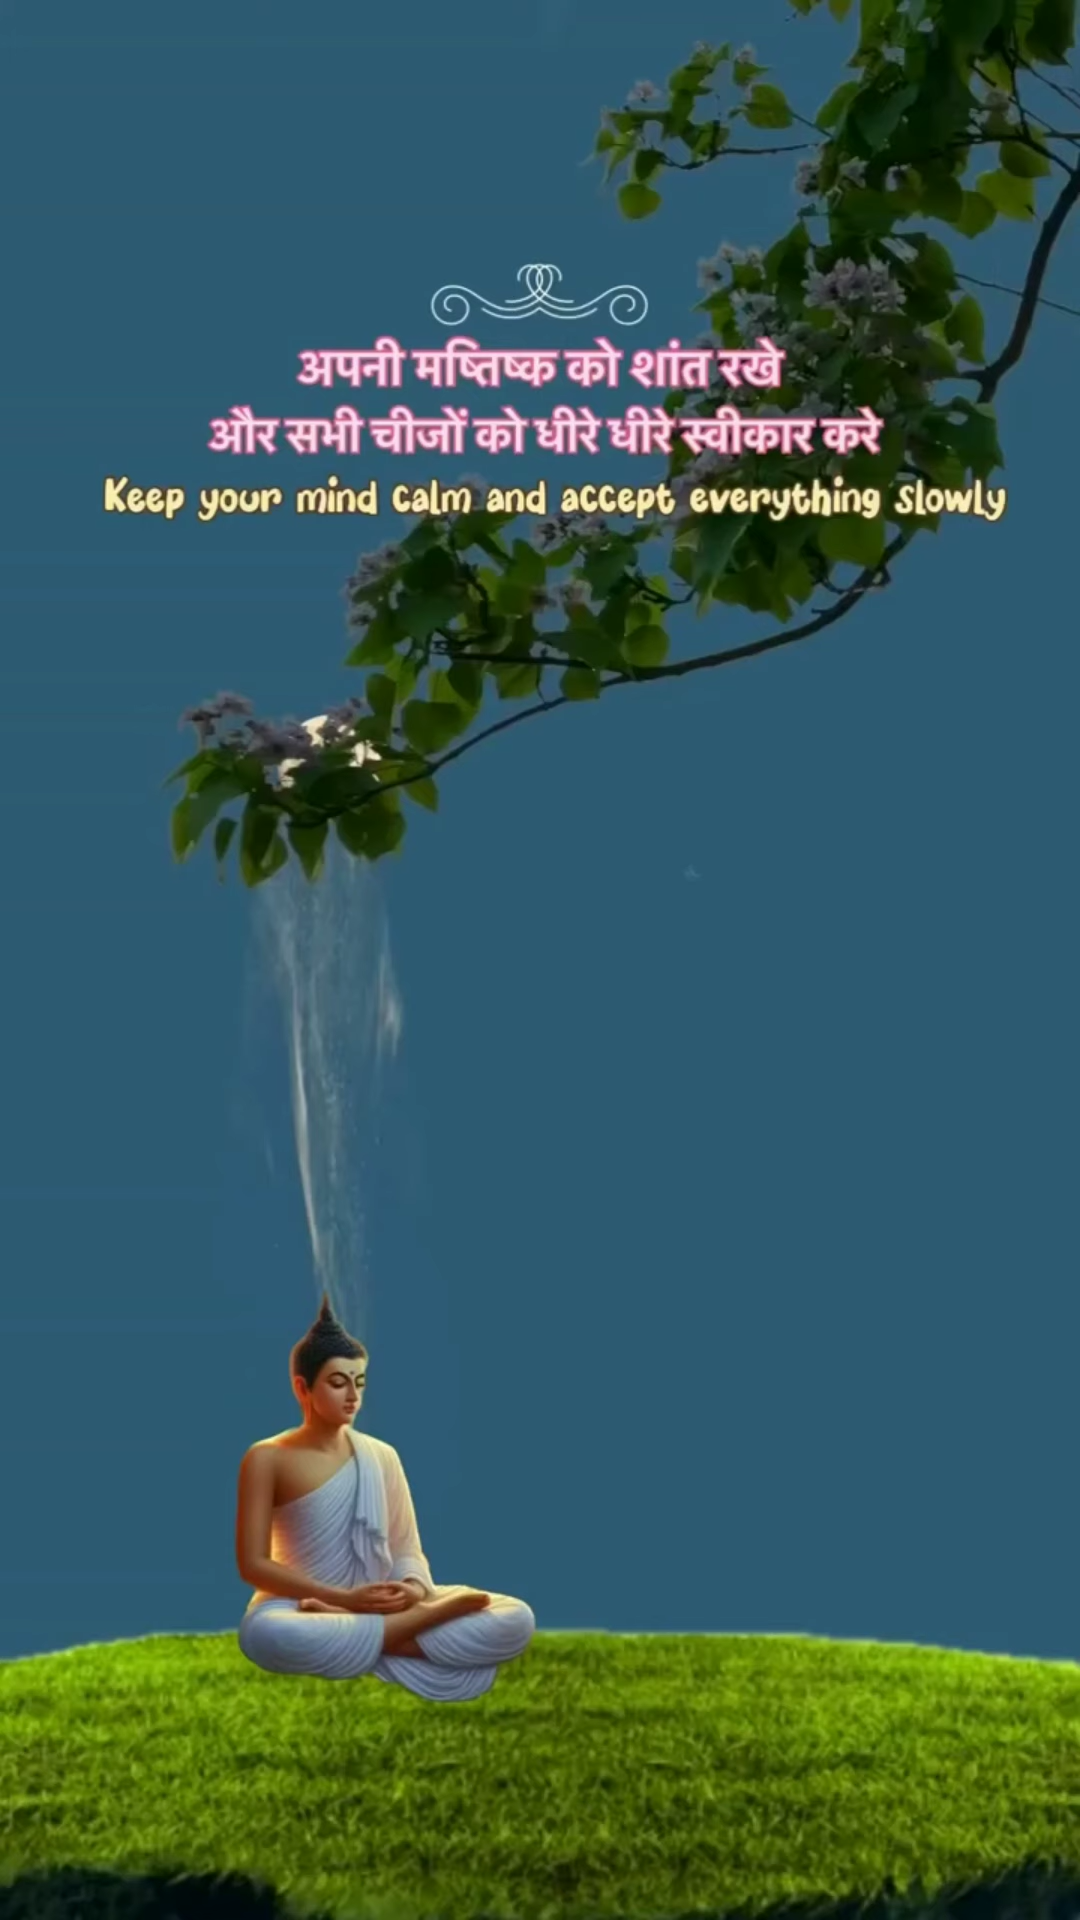 अपनी मष्तिष्क को शांत रखे
और सभी चीजों को धीरे धीरे स्वीकार करे
Keep your mind calm and accept everything slowly